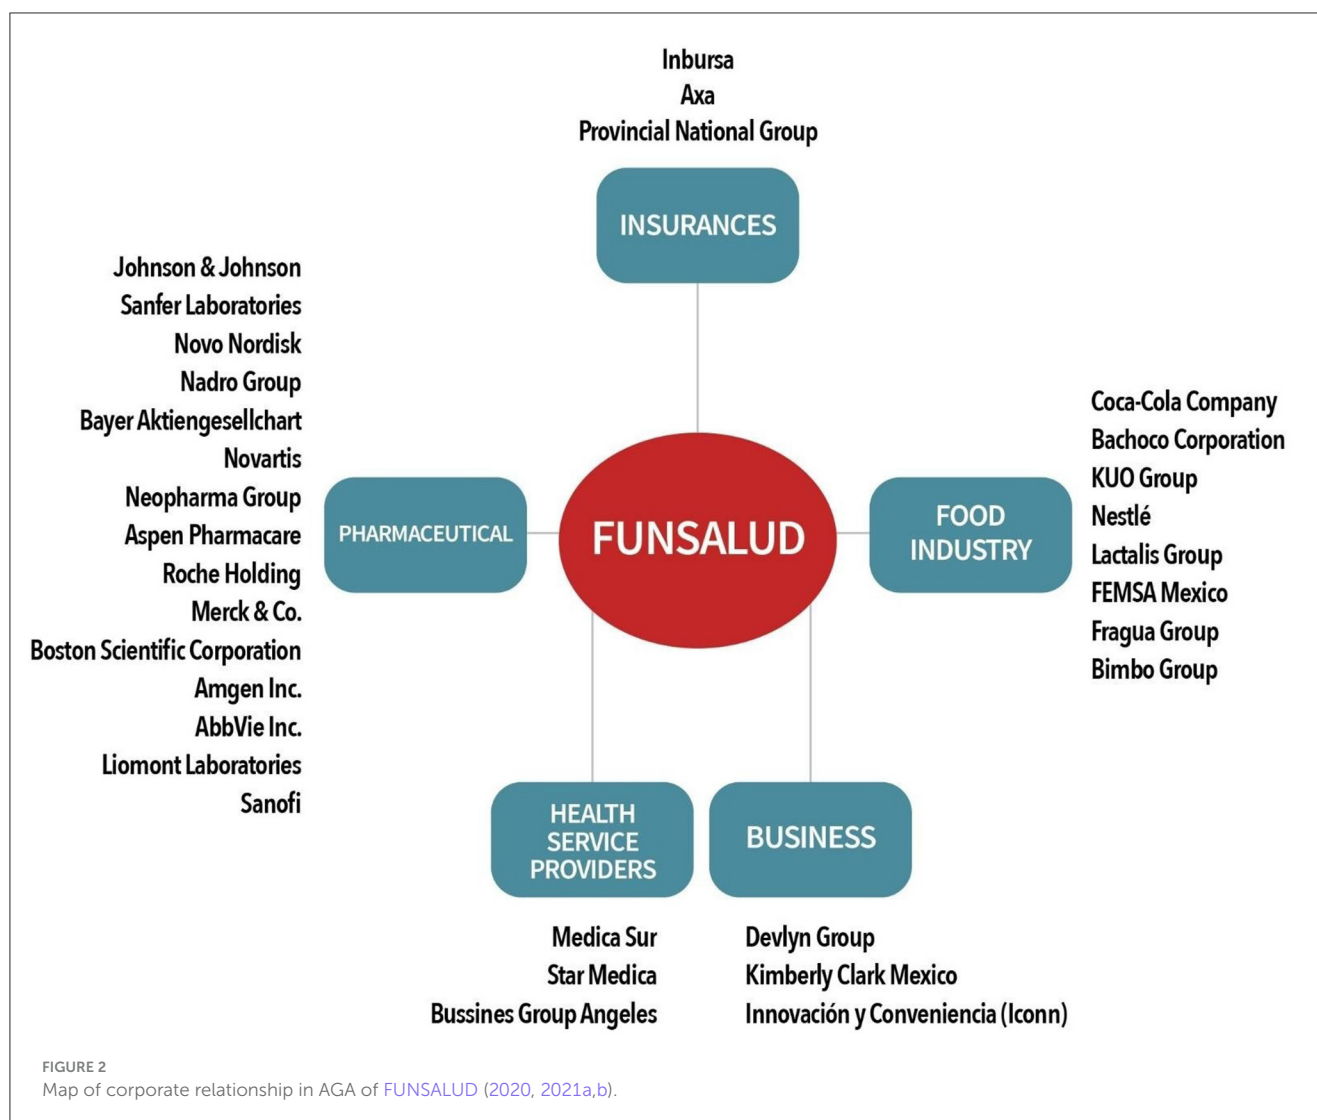 Inbursa
Axa
Provincial National Group
INSURANCES
Johnson & Johnson
Sanfer Laboratories
Novo Nordisk
Nadro Group
Bayer Aktiengesellchart
Novartis
Neopharma Group
Aspen Pharmacare
Roche Holding
Merck & Co.
Boston Scientific Corporation
Amgen Inc.
AbbVie Inc.
Liomont Laboratories
Sanofi
PHARMACEUTICAL
FUNSALUD
FOOD
INDUSTRY
Coca-Cola Company
Bachoco Corporation
KUO Group
Nestlé
Lactalis Group
FEMSA Mexico
Fragua Group
Bimbo Group
HEALTH
SERVICE
PROVIDERS
Medica Sur
Star Medica
Bussines Group Angeles
BUSINESS
Devlyn Group
Kimberly Clark Mexico
Innovación y Conveniencia (Iconn)
FIGURE 2
Map of corporate relationship in AGA of FUNSALUD (2020, 2021a,b).